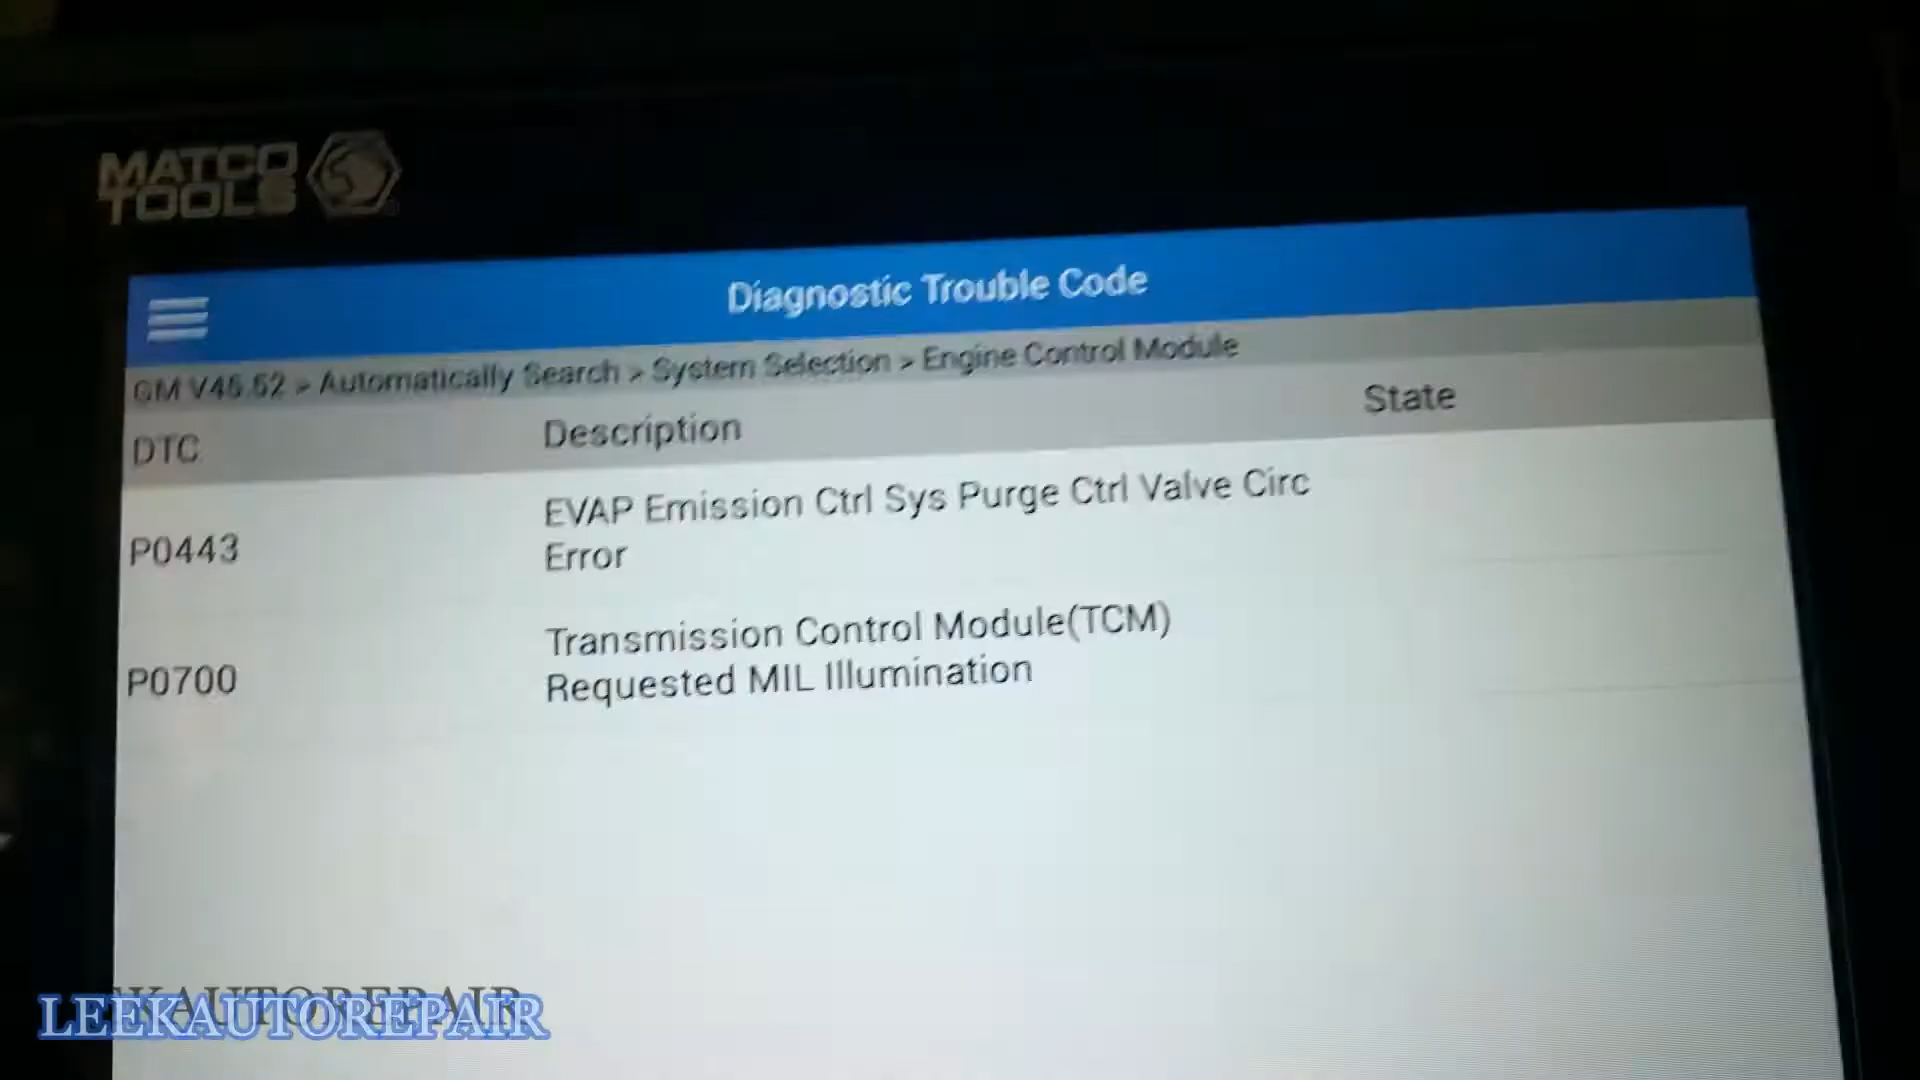 MATCO
TOOLS
Diagnostic Trouble Code
GM V45.52 > Automatically Search > System Selection > Engine Control Module
DTC Description State
P0443 EVAP Emission Ctrl Sys Purge Ctrl Valve Circ
Error
P0700 Transmission Control Module(TCM)
Requested MIL Illumination
LEEKAUTOREPAIR